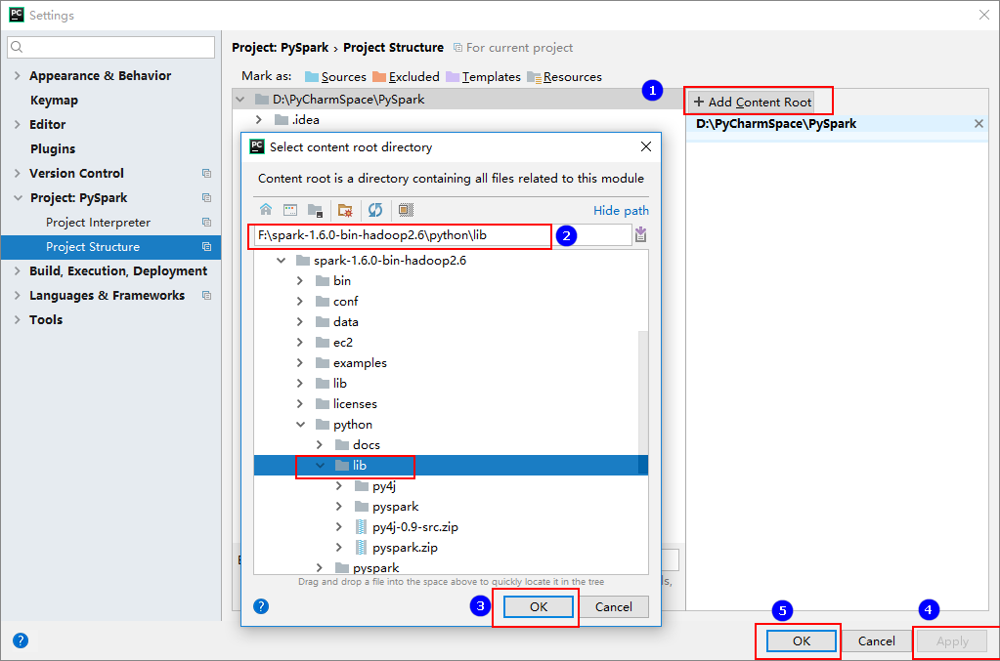 Settings
Project: PySpark › Project Structure For current project
Appearance & Behavior
Keymap
Editor
Plugins
Version Control
Project: PySpark
Project Interpreter
Project Structure
Build, Execution, Deployment
Languages & Frameworks
Tools
Mark as: Sources Excluded Templates Resources
D:\PyCharmSpace\PySpark
.idea
1
+ Add Content Root
D:\PyCharmSpace\PySpark
Select content root directory
Content root is a directory containing all files related to this module
Hide path
F:\spark-1.6.0-bin-hadoop2.6\python\lib
2
spark-1.6.0-bin-hadoop2.6
bin
conf
data
ec2
examples
lib
licenses
python
docs
lib
py4j
pyspark
py4j-0.9-src.zip
pyspark.zip
pyspark
Drag and drop a file into the space above to quickly locate it in the tree
ls,
?
3
OK
Cancel
5
4
?
OK
Cancel
Apply